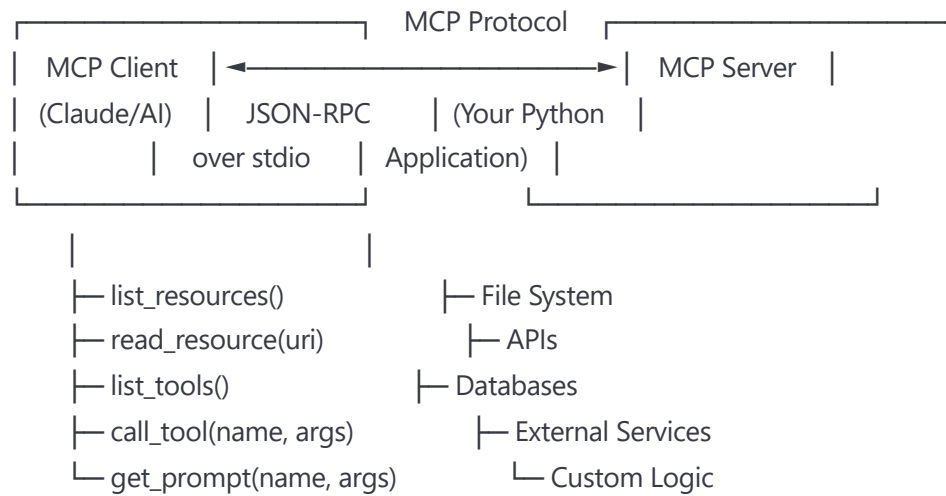 MCP Protocol
MCP Client MCP Server
(Claude/AI) JSON-RPC (Your Python
over stdio Application)
list_resources() File System
read_resource(uri) APIs
list_tools() Databases
call_tool(name, args) External Services
get_prompt(name, args) Custom Logic